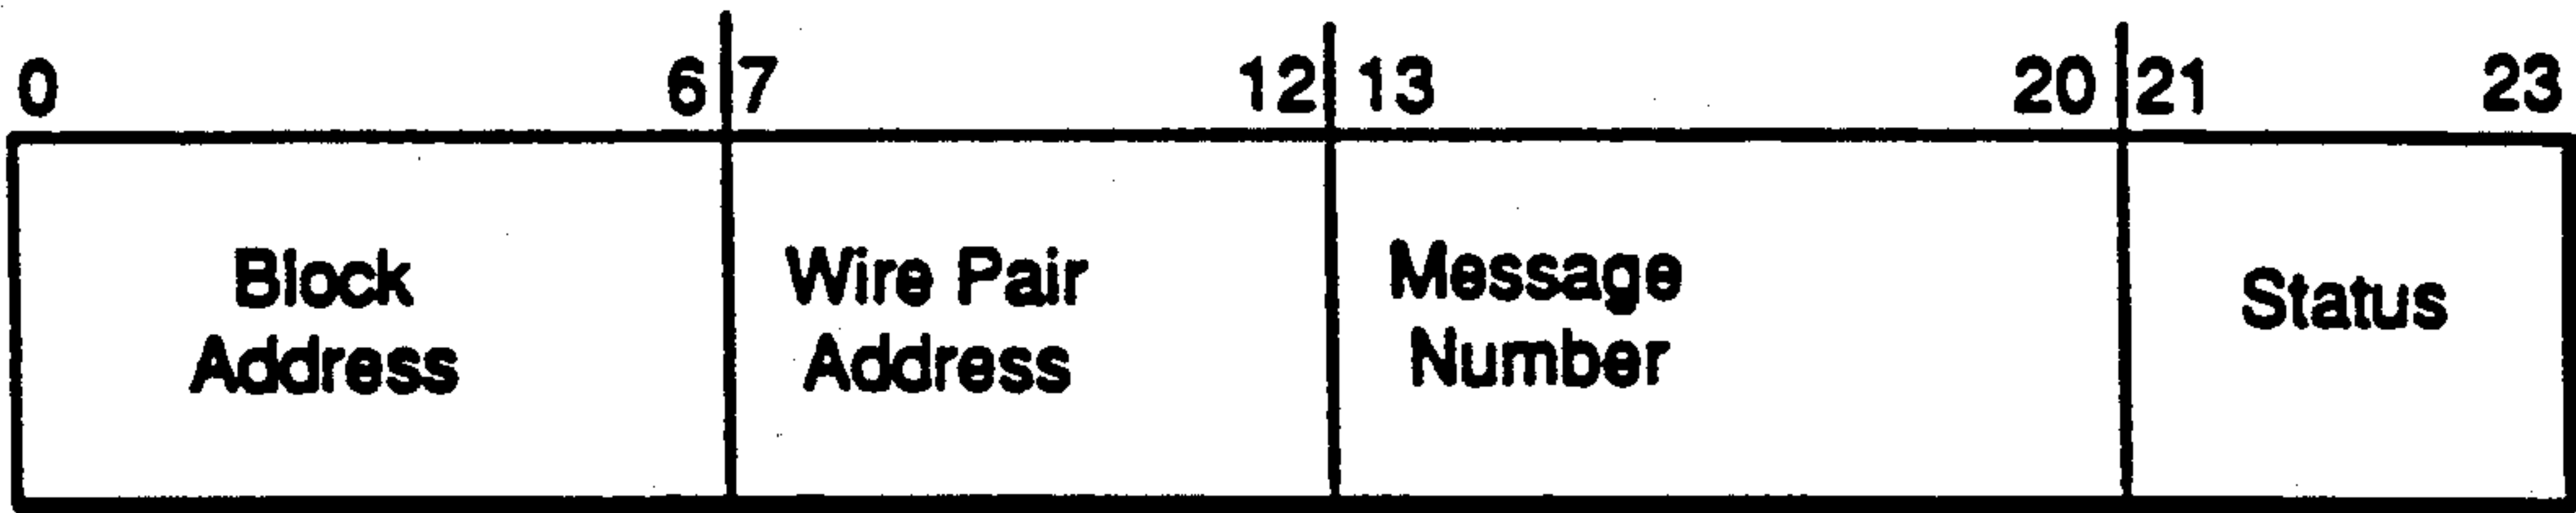 0 6 7 12 13 20 21 23
Block
Address
Wire Pair
Address
Message
Number
Status